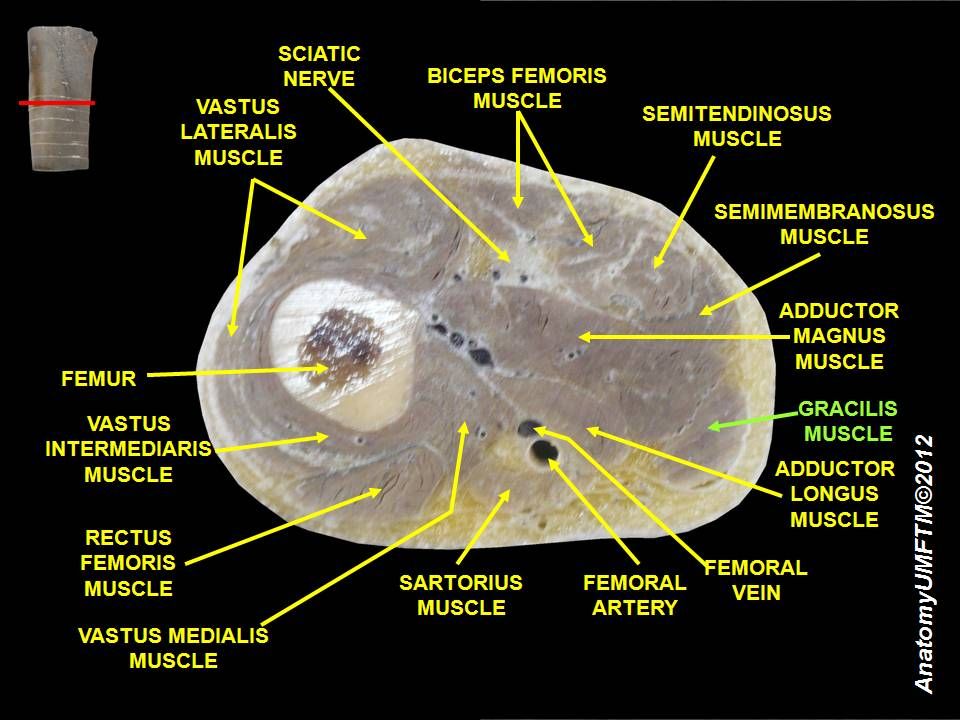 SCIATIC
NERVE
BICEPS FEMORIS
MUSCLE
VASTUS
LATERALIS
MUSCLE
SEMITENDINOSUS
MUSCLE
SEMIMEMBRANOSUS
MUSCLE
ADDUCTOR
MAGNUS
MUSCLE
FEMUR
GRACILIS
MUSCLE
VASTUS
INTERMEDIARIS
MUSCLE
ADDUCTOR
LONGUS
MUSCLE
RECTUS
FEMORIS
MUSCLE
SARTORIUS
MUSCLE
FEMORAL
ARTERY
FEMORAL
VEIN
VASTUS MEDIALIS
MUSCLE
AnatomyUMFTM©2012